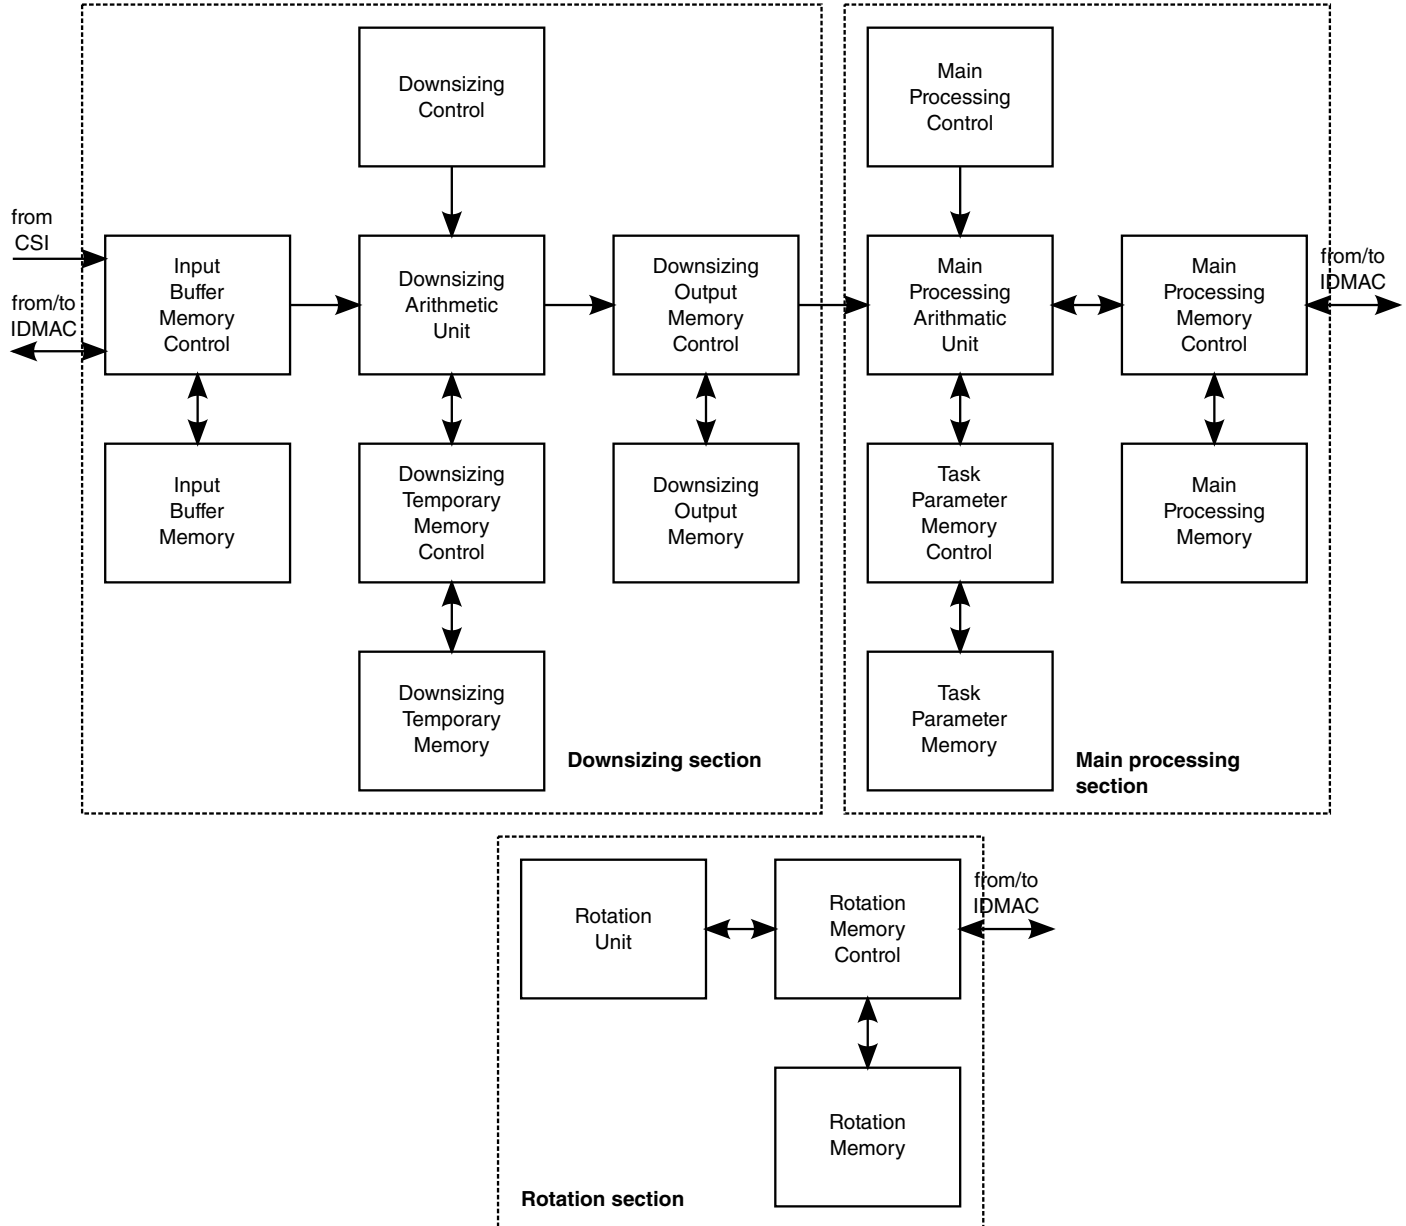 Downsizing
Control
Main
Processing
Control
from
CSI
from/to
IDMAC
Input
Buffer
Memory
Control
Downsizing
Arithmetic
Unit
Downsizing
Output
Memory
Control
Main
Processing
Arithmatic
Unit
Main
Processing
Memory
Control
from/to
IDMAC
Input
Buffer
Memory
Downsizing
Temporary
Memory
Control
Downsizing
Output
Memory
Task
Parameter
Memory
Control
Main
Processing
Memory
Downsizing
Temporary
Memory
Downsizing section
Task
Parameter
Memory
Main processing
section
Rotation
Unit
Rotation
Memory
Control
from/to
IDMAC
Rotation
Memory
Rotation section